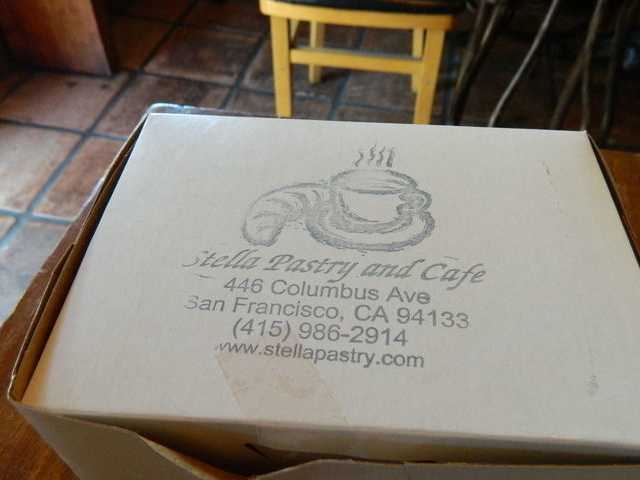 Stella Pastry and Cafe
446 Columbus Ave
San Francisco, CA 94133
(415) 986-2914
www.stellapastry.com